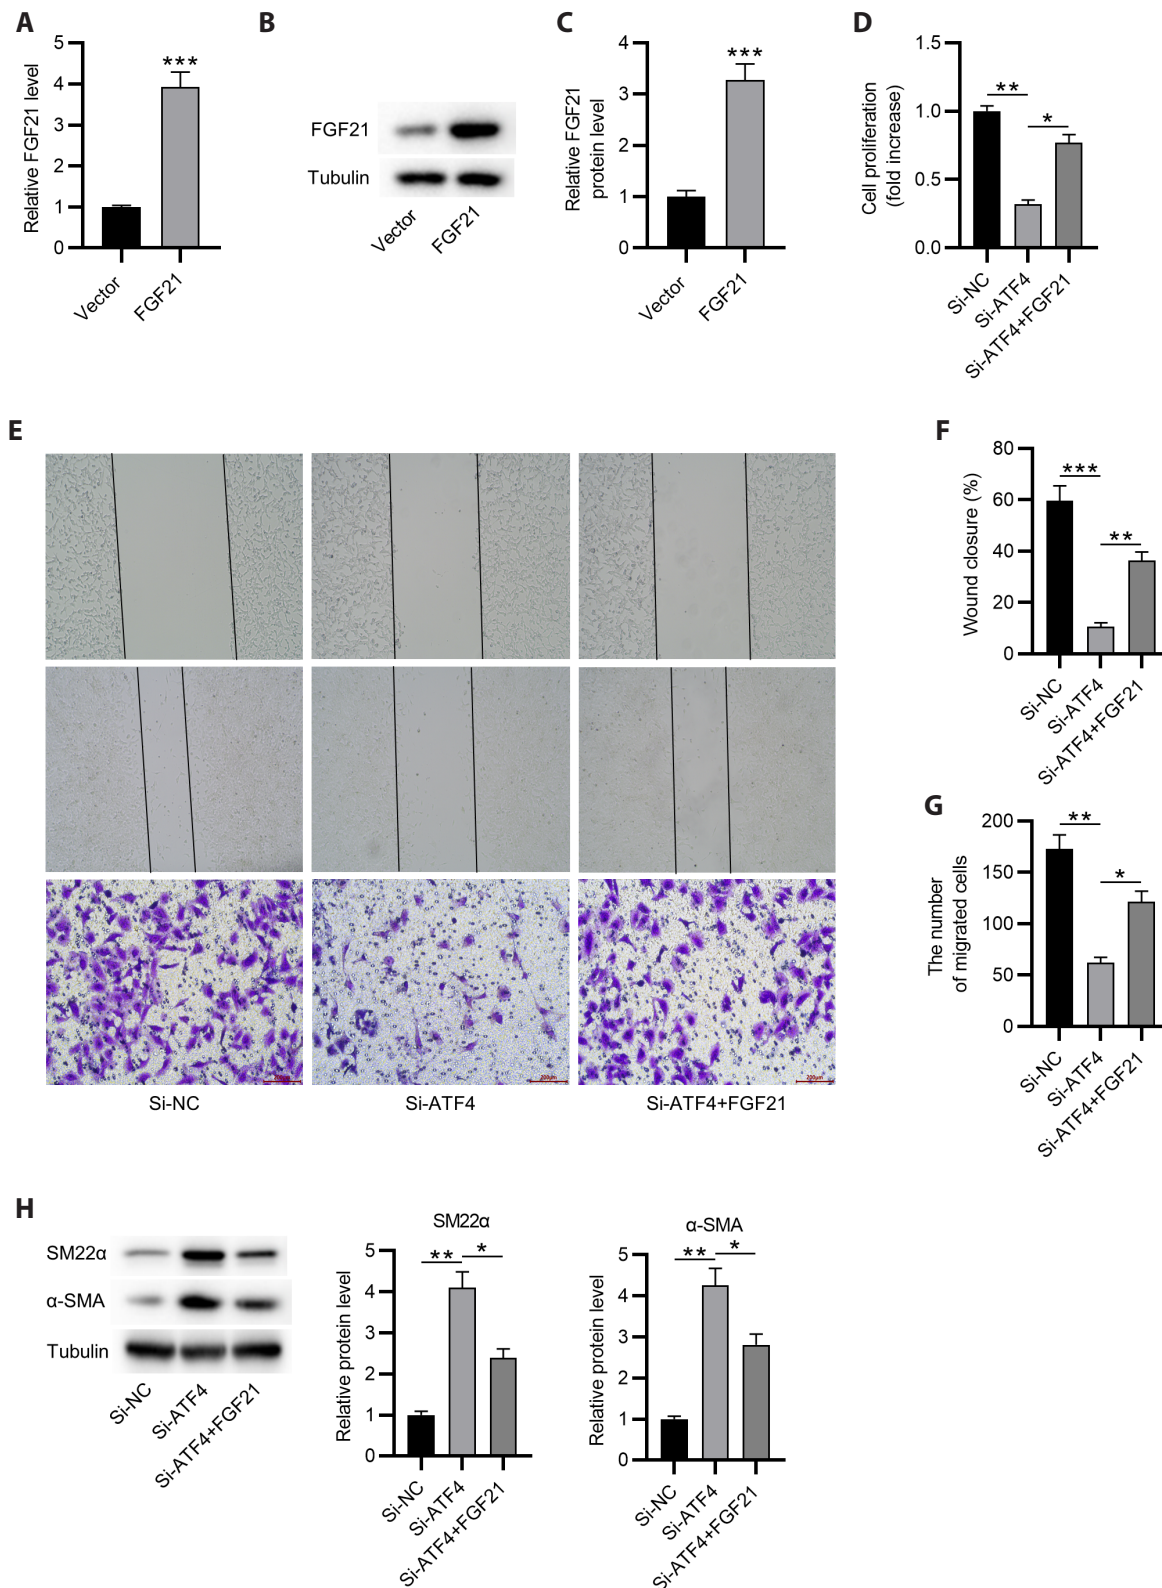 A
Relative FGF21 level
5
4
3
2
1
0
***
Vector
FGF21
B
FGF21
Tubulin
Vector
FGF21
C
Relative FGF21
protein level
4
3
2
1
0
***
Vector
FGF21
D
Cell proliferation
(fold increase)
1.5
1.0
0.5
0.0
**
*
Si-NC
Si-ATF4
Si-ATF4+FGF21
E
200μm
200μm
200μm
Si-NC
Si-ATF4
Si-ATF4+FGF21
F
Wound closure (%)
80
60
40
20
0
***
**
Si-NC
Si-ATF4
Si-ATF4+FGF21
G
The number
of migrated cells
200
150
100
50
0
**
*
Si-NC
Si-ATF4
Si-ATF4+FGF21
H
SM22α
α-SMA
Tubulin
Si-NC
Si-ATF4
Si-ATF4+FGF21
SM22α
Relative protein level
5
4
3
2
1
0
**
*
Si-NC
Si-ATF4
Si-ATF4+FGF21
α-SMA
Relative protein level
5
4
3
2
1
0
**
*
Si-NC
Si-ATF4
Si-ATF4+FGF21